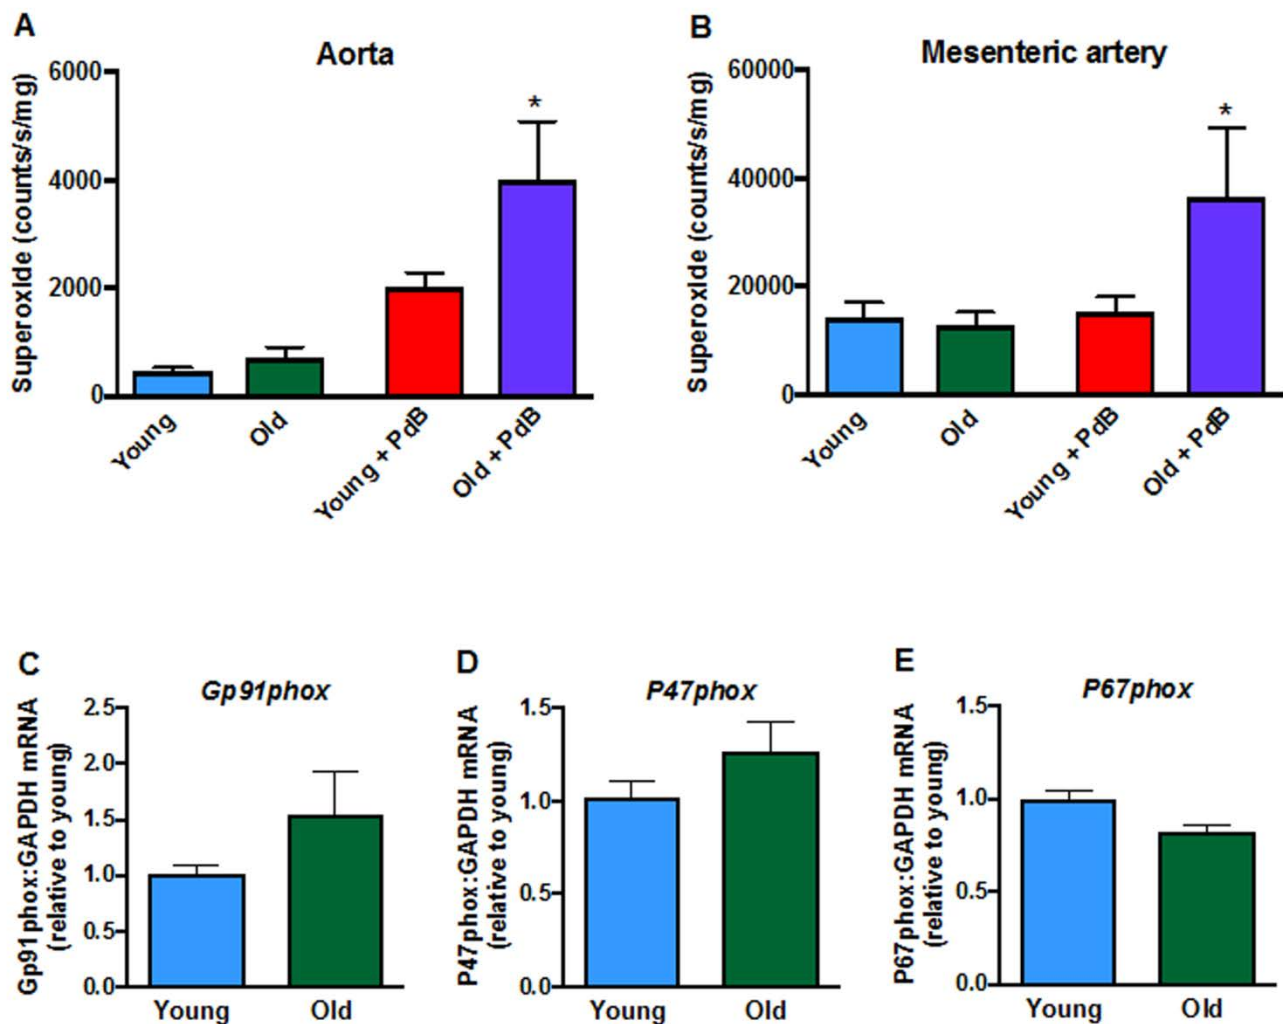 A
Aorta
Superoxide (counts/s/mg)
6000
4000
2000
0
*
Young
Old
Young + PdB
Old + PdB
B
Mesenteric artery
Superoxide (counts/s/mg)
60000
40000
20000
0
*
Young
Old
Young + PdB
Old + PdB
C
Gp91phox
Gp91phox:GAPDH mRNA
(relative to young)
2.5
2.0
1.5
1.0
0.5
0.0
Young
Old
D
P47phox
P47phox:GAPDH mRNA
(relative to young)
1.5
1.0
0.5
0.0
Young
Old
E
P67phox
P67phox:GAPDH mRNA
(relative to young)
1.5
1.0
0.5
0.0
Young
Old